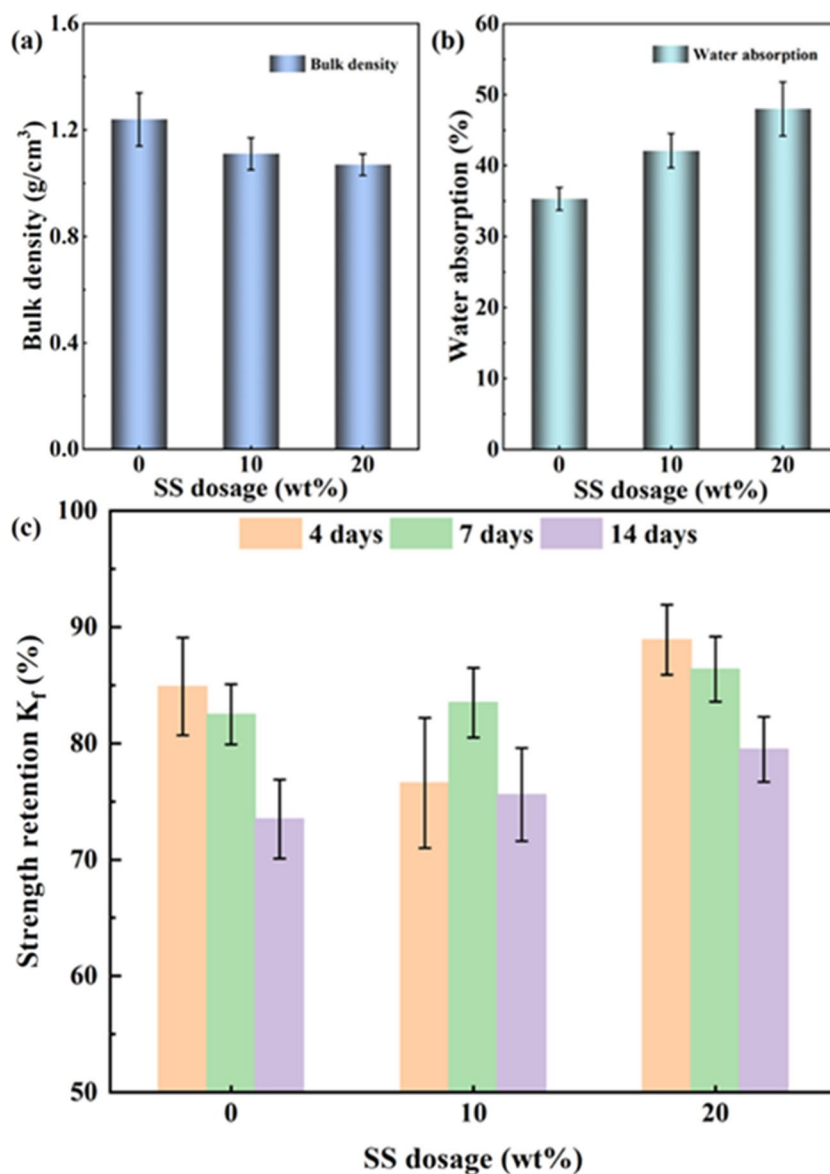 (a)
Bulk density
Bulk density (g/cm³)
1.6
1.2
0.8
0.4
0.0
0 10 20
SS dosage (wt%)
(b)
Water absorption
Water absorption (%)
60
50
40
30
20
10
0
0 10 20
SS dosage (wt%)
(c)
4 days 7 days 14 days
Strength retention Kf (%)
100
90
80
70
60
50
0 10 20
SS dosage (wt%)